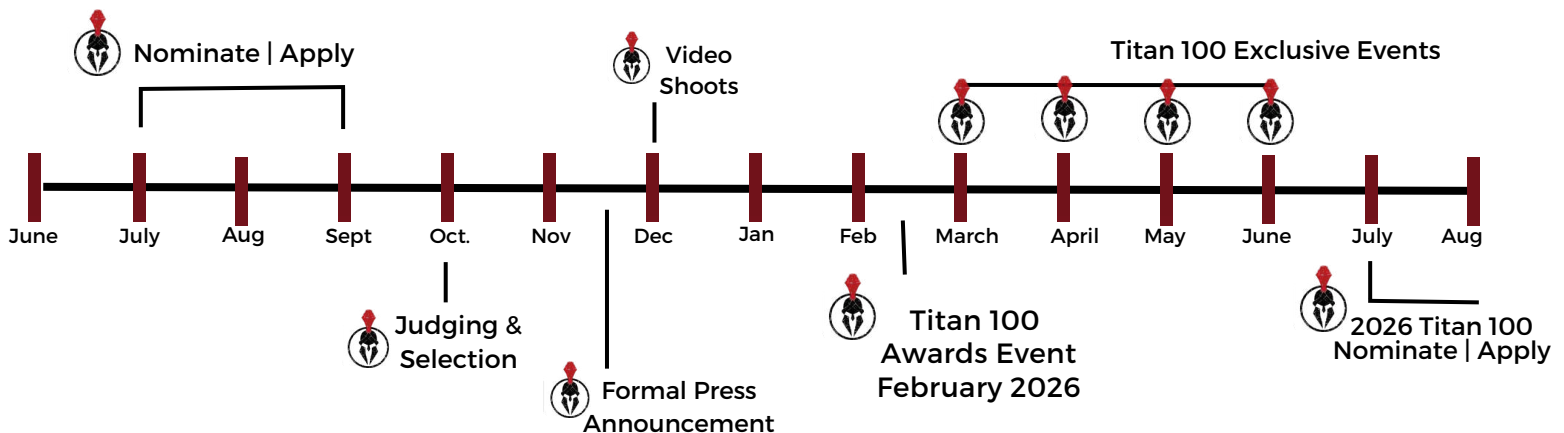 Nominate | Apply
Video
Shoots
Titan 100 Exclusive Events
June
July
Aug
Sept
Oct.
Nov
Dec
Jan
Feb
March
April
May
June
July
Aug
Judging &
Selection
Formal Press
Announcement
Titan 100
Awards Event
February 2026
2026 Titan 100
Nominate | Apply